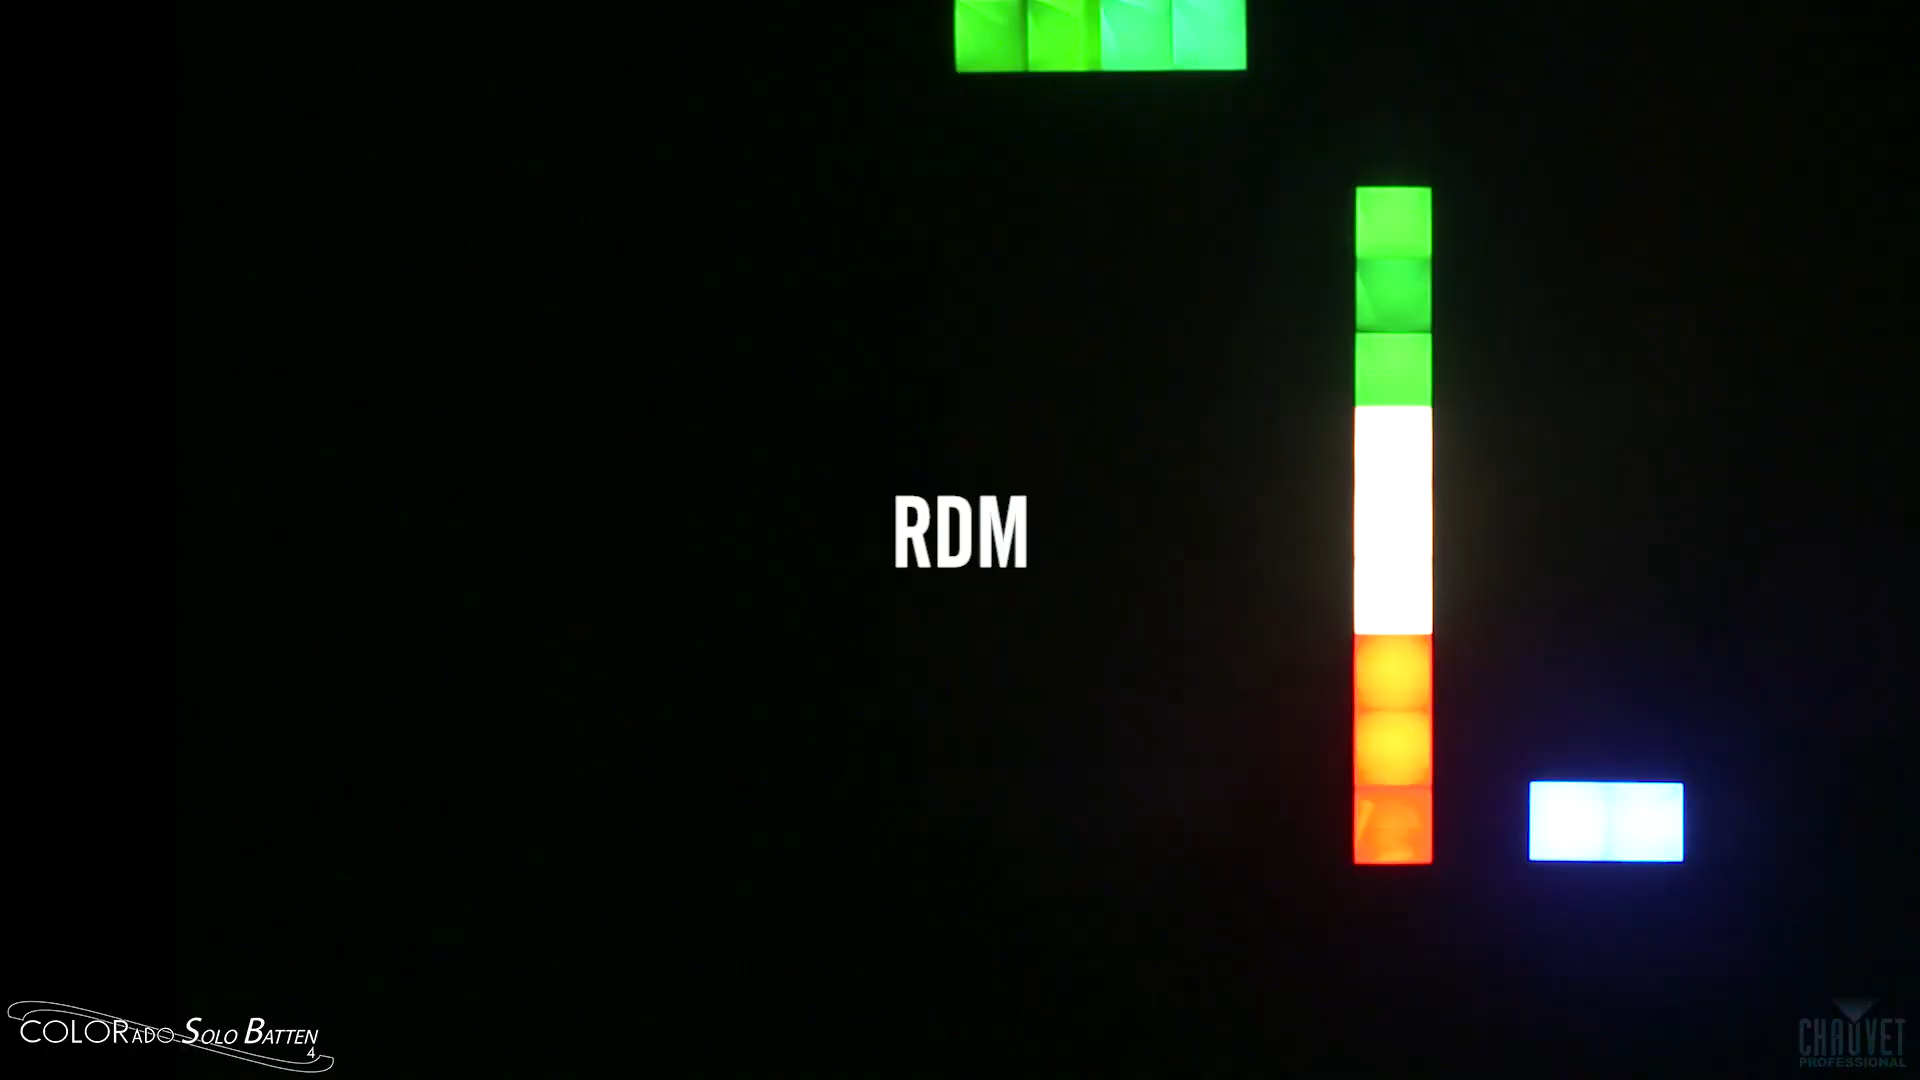 RDM
COLORADO SOLO BATTEN
4
CHAUVET
PROFESSIONAL